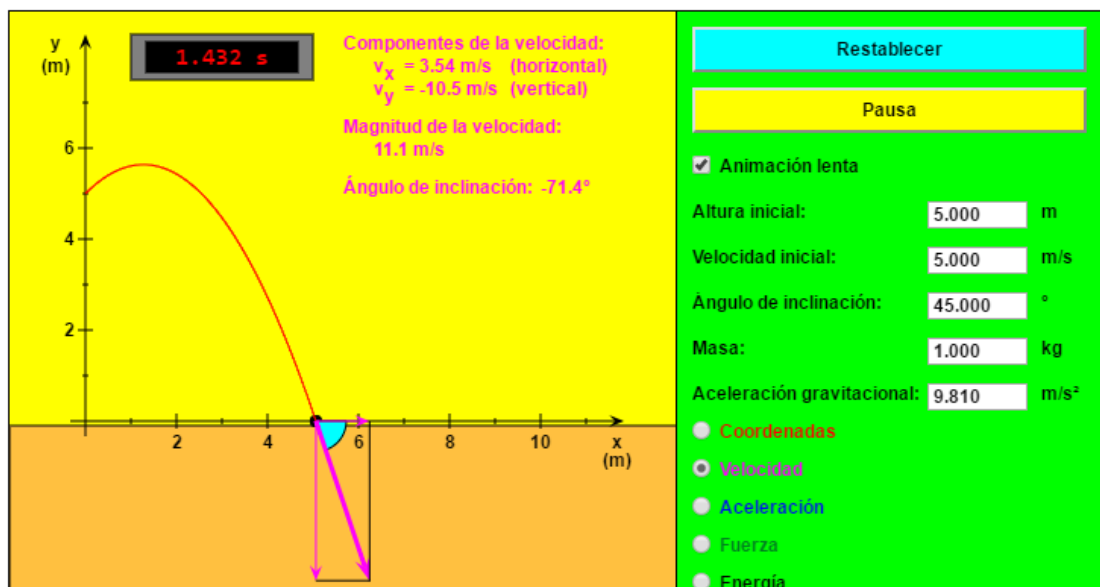 y
(m)
1.432 s
Componentes de la velocidad:
vx = 3.54 m/s (horizontal)
vy = -10.5 m/s (vertical)
Magnitud de la velocidad:
11.1 m/s
Ángulo de inclinación: -71.4°
6
4
2
2 4 6 8 10
x
(m)
Restablecer
Pausa
Animación lenta
Altura inicial: 5.000 m
Velocidad inicial: 5.000 m/s
Ángulo de inclinación: 45.000 °
Masa: 1.000 kg
Aceleración gravitacional: 9.810 m/s²
Coordenadas
Velocidad
Aceleración
Fuerza
Energía